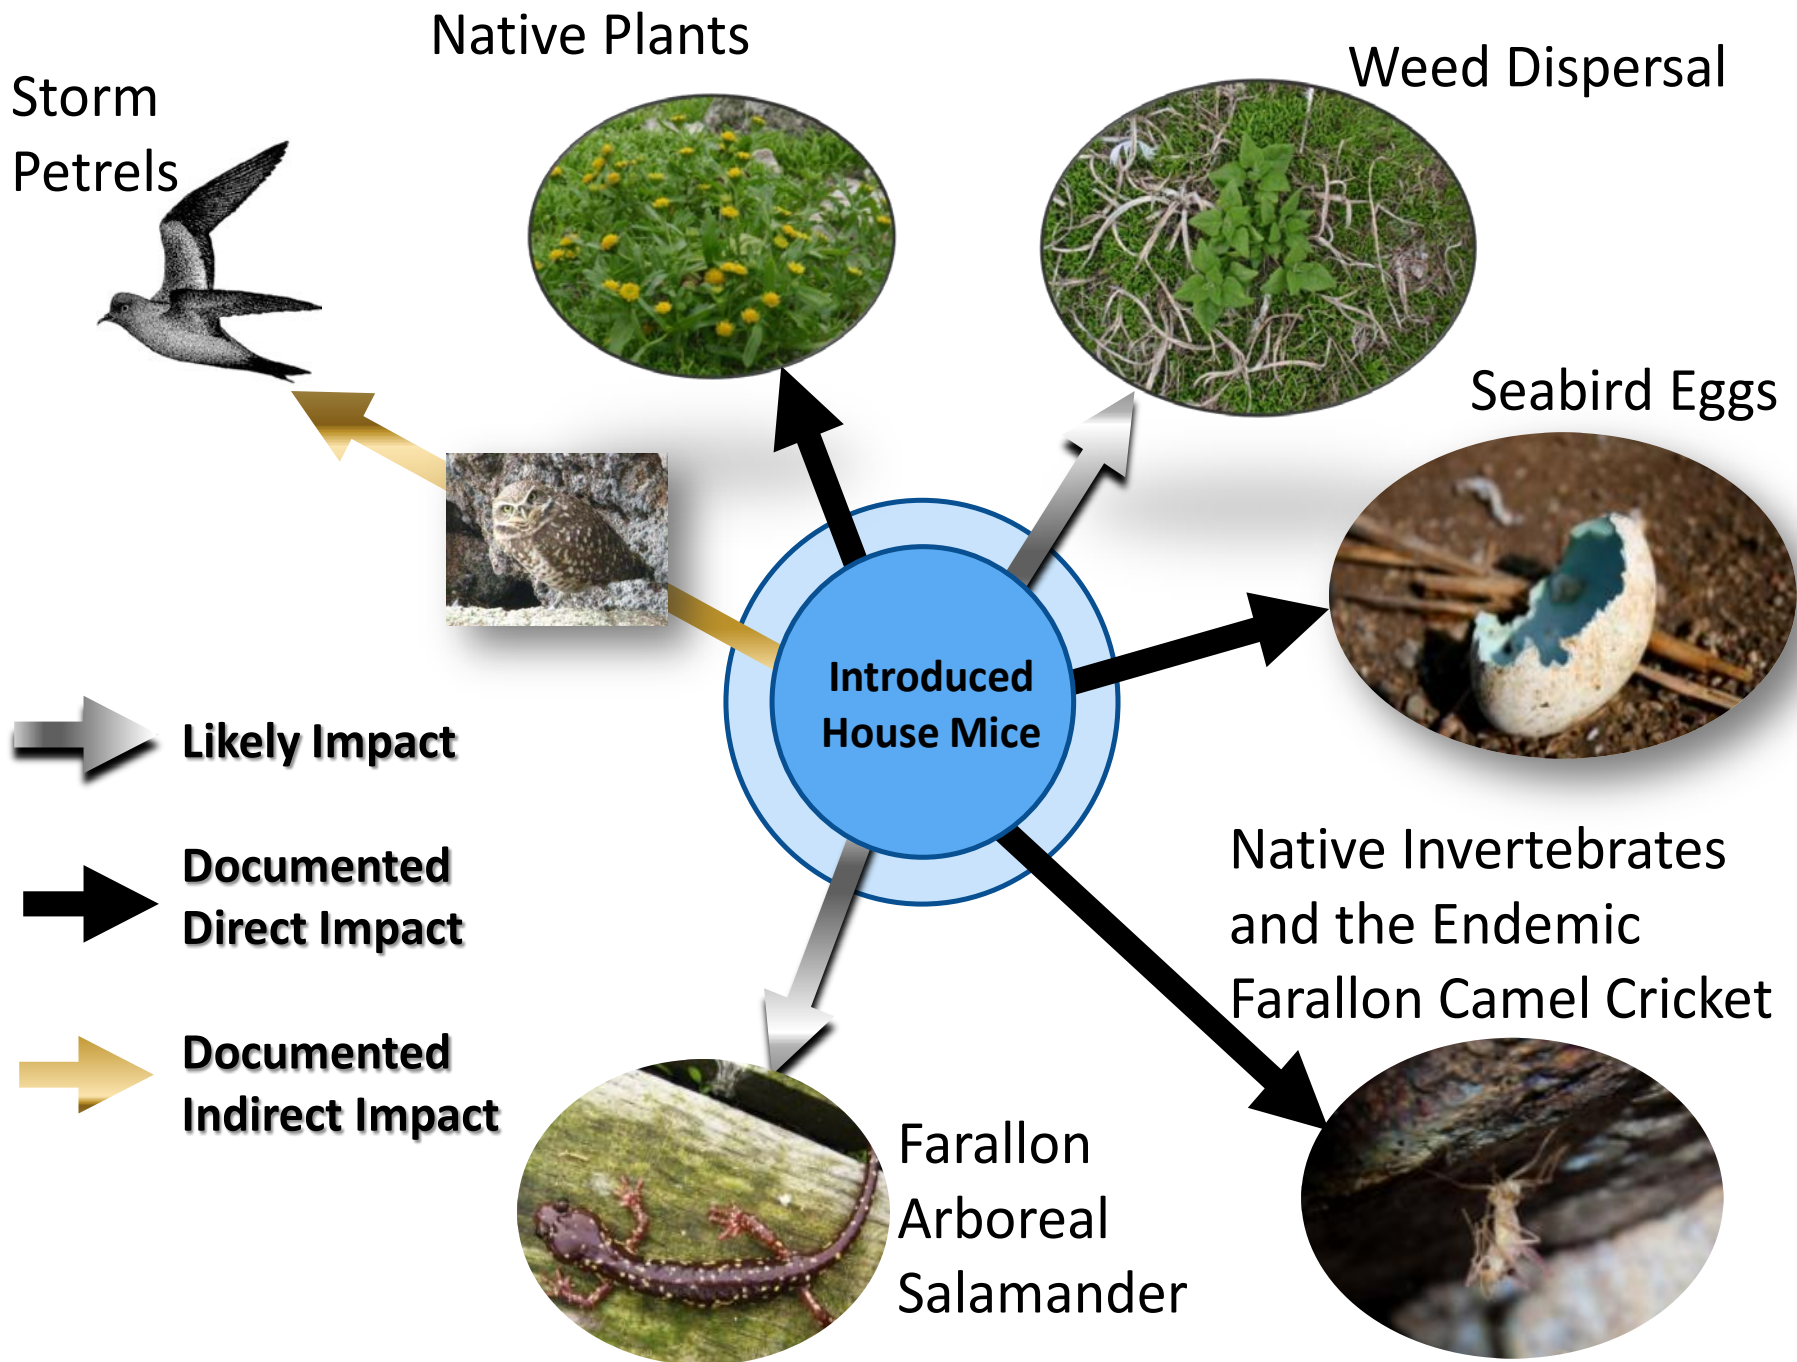 Native Plants
Weed Dispersal
Storm
Petrels
Seabird Eggs
Introduced
House Mice
Likely Impact
Documented
Direct Impact
Documented
Indirect Impact
Native Invertebrates
and the Endemic
Farallon Camel Cricket
Farallon
Arboreal
Salamander